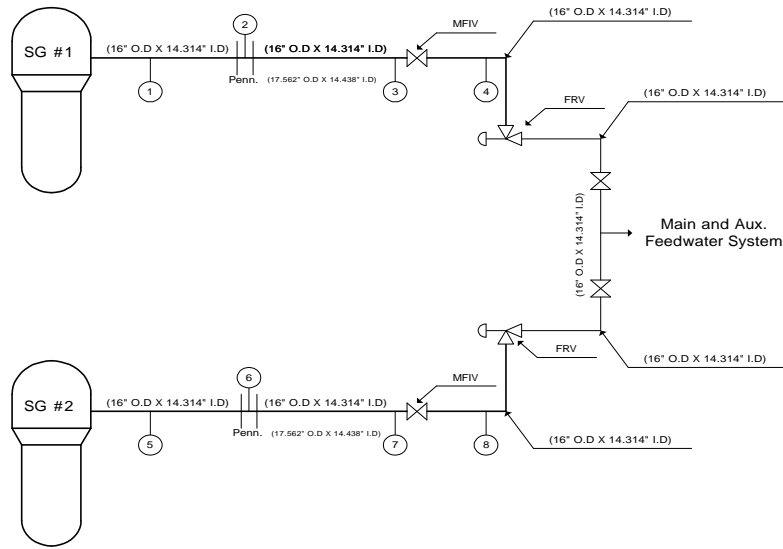 2
MFIV
(16" O.D X 14.314" I.D)
SG #1
(16" O.D X 14.314" I.D)
(16" O.D X 14.314" I.D)
Penn.
(17.562" O.D X 14.438" I.D)
1
3
4
FRV
(16" O.D X 14.314" I.D)
(16" O.D X 14.314" I.D)
Main and Aux.
Feedwater System
FRV
(16" O.D X 14.314" I.D)
6
MFIV
SG #2
(16" O.D X 14.314" I.D)
(16" O.D X 14.314" I.D)
Penn.
(17.562" O.D X 14.438" I.D)
5
7
8
(16" O.D X 14.314" I.D)